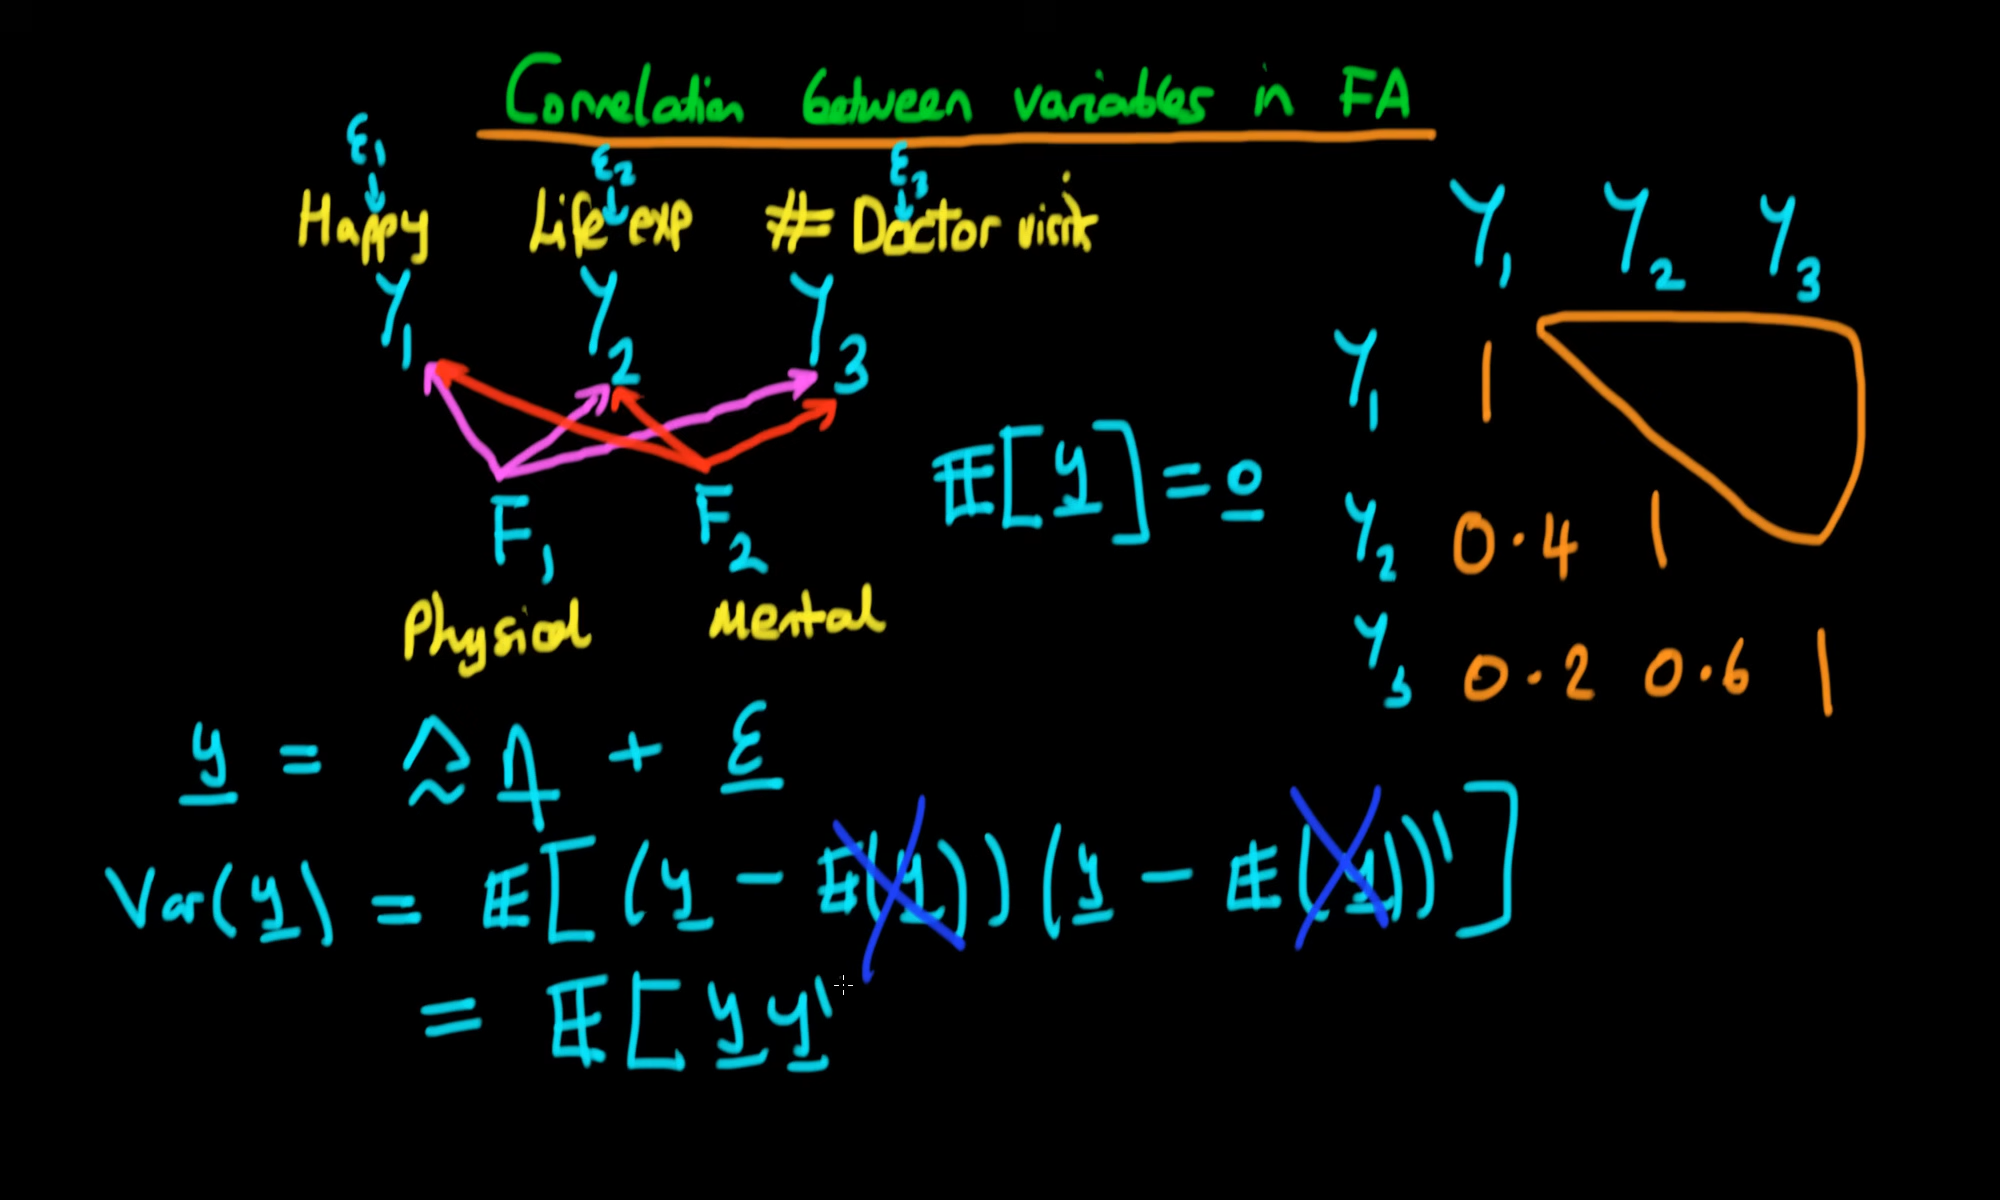 Correlation between variables in FA
ε1 ε2 ε3
Happy Life exp # Doctor visits
Y1 Y2 Y3
F1 F2
Physical Mental
E[y] = 0
Y1 Y2 Y3
Y1 1
Y2 0.4 1
Y3 0.2 0.6 1
y = Λ η + ε
Var(y) = E[(y - E(y))(y - E(y))']
= E[y y'